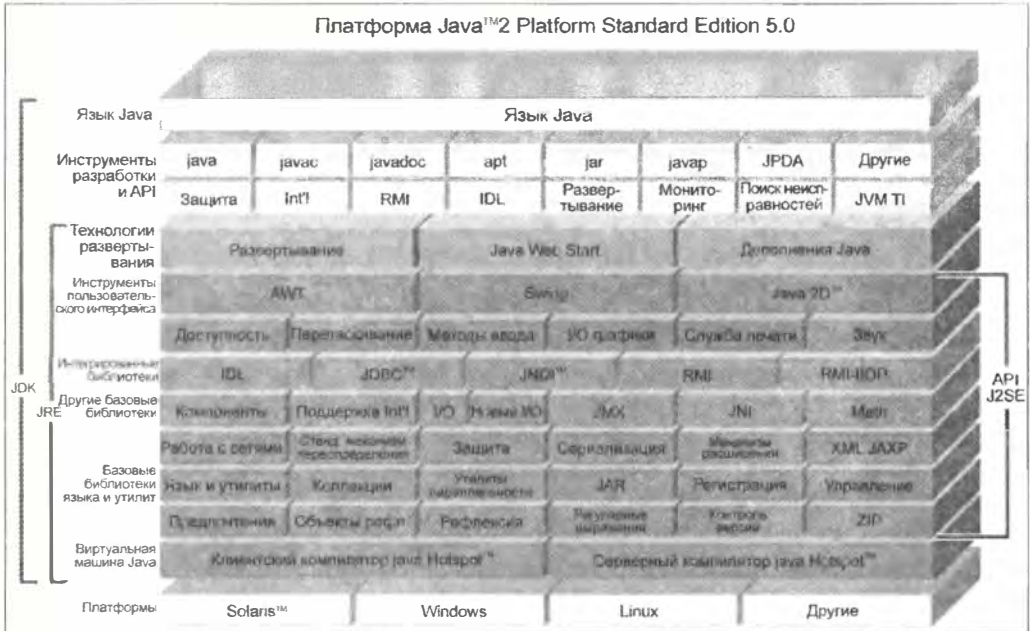 Платформа Java™2 Platform Standard Edition 5.0
Язык Java
Язык Java
Инструменты разработки и API
java javac javadoc apt jar javap JPDA Другие
Защита Int'l RMI IDL Развер-тывание Монито-ринг Поиск неисп-равностей JVM TI
Технологии разверты-вания
Развертывание Java Web Start Дополнения Java
Инструменты пользователь-ского интерфейса
AWT Swing Java 2D™
Доступность Перетаскивание Методы ввода I/O графики Служба печати Звук
Интегрированные библиотеки
IDL JDBC™ JNDI™ RMI RMI-IIOP
JDK
JRE
API J2SE
Другие базовые библиотеки
Компоненты Поддержка Int'l I/O Новые I/O JMX JNI Math
Работа с сетями Станд. механизм переопределения Защита Сериализация Механизмы расширений XML JAXP
Базовые библиотеки языка и утилит
Язык и утилиты Коллекции Утилиты параллельности JAR Регистрация Управление
Предпочтения Объекты Рефлексия Регулярные выражения Контроль версий ZIP
Виртуальная машина Java
Клиентский компилятор java Hotspot™ Серверный компилятор java Hotspot™
Платформы
Solaris™ Windows Linux Другие